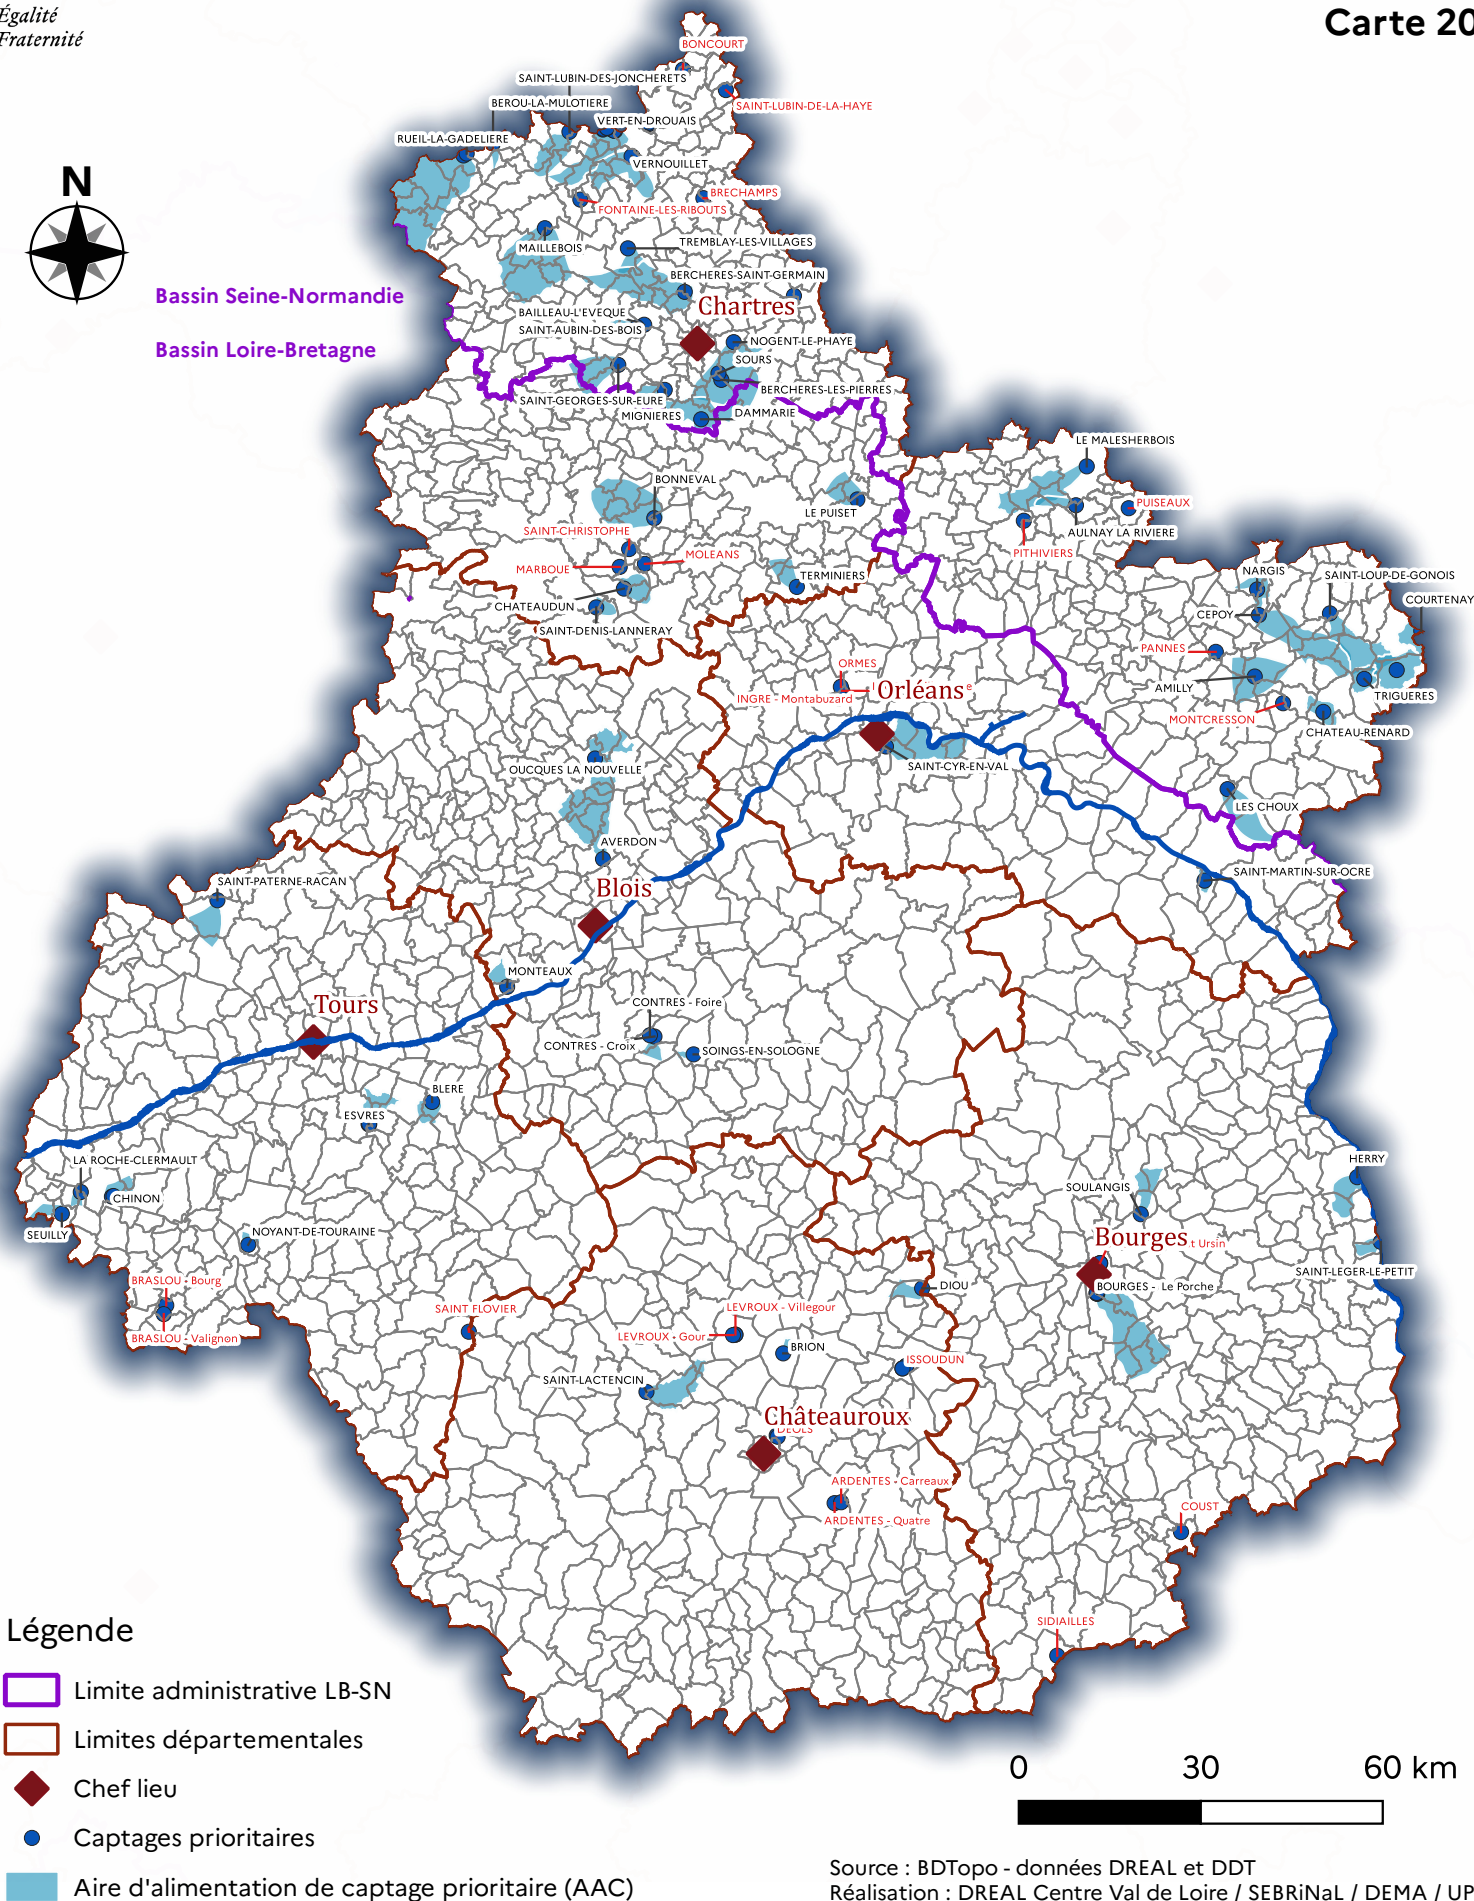 Égalité
Fraternité
Carte 20
BONCOURT
SAINT-LUBIN-DES-JONCHERETS
BEROU-LA-MULOTIERE
SAINT-LUBIN-DE-LA-HAYE
VERT-EN-DROUAIS
RUEIL-LA-GADELIERE
VERNOUILLET
N
BRECHAMPS
FONTAINE-LES-RIBOUTS
MAILLEBOIS
TREMBLAY-LES-VILLAGES
BERCHERES-SAINT-GERMAIN
Bassin Seine-Normandie
Chartres
BAILLEAU-L'EVEQUE
SAINT-AUBIN-DES-BOIS
Bassin Loire-Bretagne
NOGENT-LE-PHAYE
SOURS
BERCHERES-LES-PIERRES
SAINT-GEORGES-SUR-EURE
MIGNIERES
DAMMARIE
LE MALESHERBOIS
BONNEVAL
LE PUISET
PUISEAUX
AULNAY LA RIVIERE
SAINT-CHRISTOPHE
PITHIVIERS
MOLEANS
MARBOUE
TERMINIERS
NARGIS
SAINT-LOUP-DE-GONOIS
COURTENAY
CHATEAUDUN
CEPOY
SAINT-DENIS-LANNERAY
PANNES
ORMES
INGRE - Montabuzard
Orléans
e
AMILLY
TRIGUERES
MONTCRESSON
CHATEAU-RENARD
SAINT-CYR-EN-VAL
OUCQUES LA NOUVELLE
LES CHOUX
AVERDON
SAINT-MARTIN-SUR-OCRE
SAINT-PATERNE-RACAN
Blois
MONTEAUX
Tours
CONTRES - Foire
CONTRES - Croix
SOINGS-EN-SOLOGNE
BLERE
ESVRES
LA ROCHE-CLERMAULT
CHINON
HERRY
SOULANGIS
SEUILLY
NOYANT-DE-TOURAINE
Bourges
t Ursin
SAINT-LEGER-LE-PETIT
BRASLOU - Bourg
DIOU
BOURGES - Le Porche
SAINT FLOVIER
LEVROUX - Villegour
LEVROUX - Gour
BRASLOU - Valignon
BRION
ISSOUDUN
SAINT-LACTENCIN
Châteauroux
DEOLS
ARDENTES - Carreaux
ARDENTES - Quatre
COUST
SIDIAILLES
Légende
Limite administrative LB-SN
Limites départementales
Chef lieu
Captages prioritaires
Aire d'alimentation de captage prioritaire (AAC)
0 30 60 km
Source : BDTopo - données DREAL et DDT
Réalisation : DREAL Centre Val de Loire / SEBRiNaL / DEMA / UP